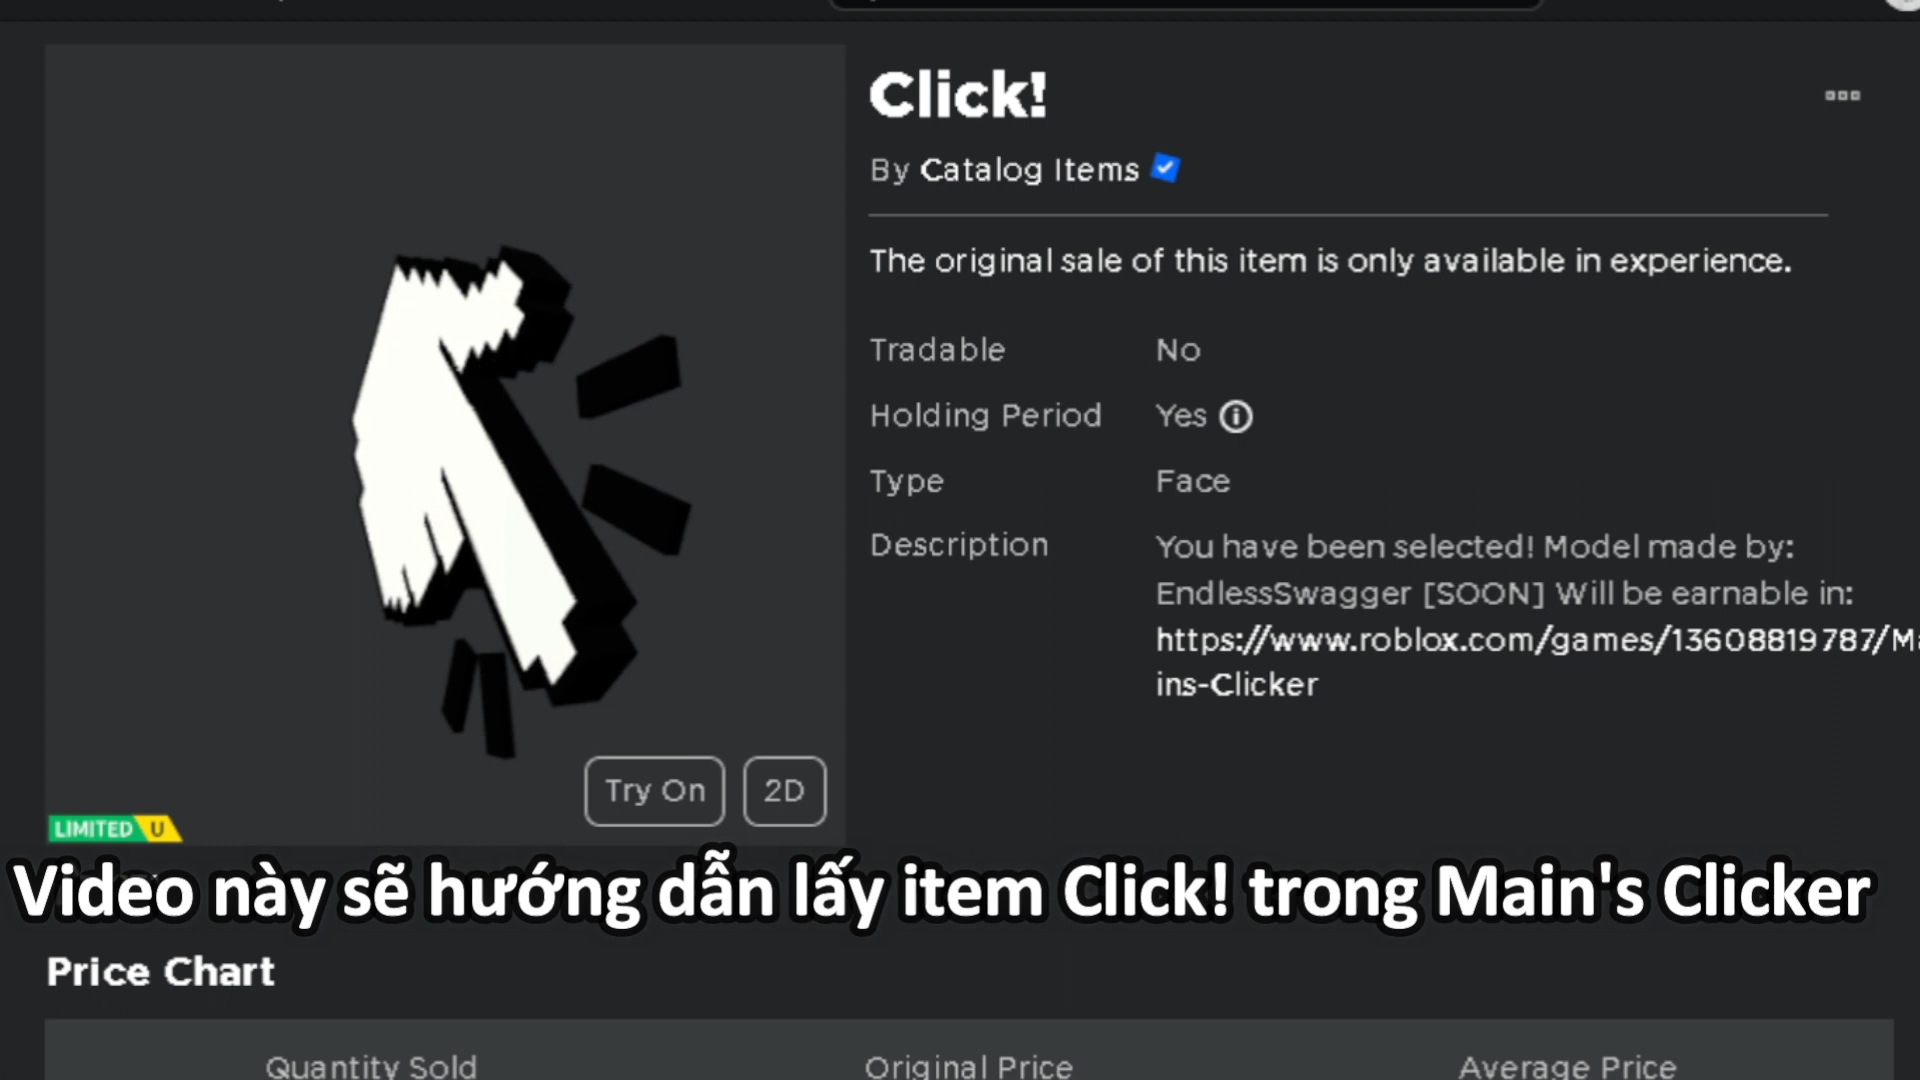 Click!
By Catalog Items
The original sale of this item is only available in experience.
Tradable No
Holding Period Yes
Type Face
Description You have been selected! Model made by:
EndlessSwagger [SOON] Will be earnable in:
https://www.roblox.com/games/13608819787/Ma
ins-Clicker
Try On 2D
LIMITED U
Video này sẽ hướng dẫn lấy item Click! trong Main's Clicker
Price Chart
Quantity Sold Original Price Average Price